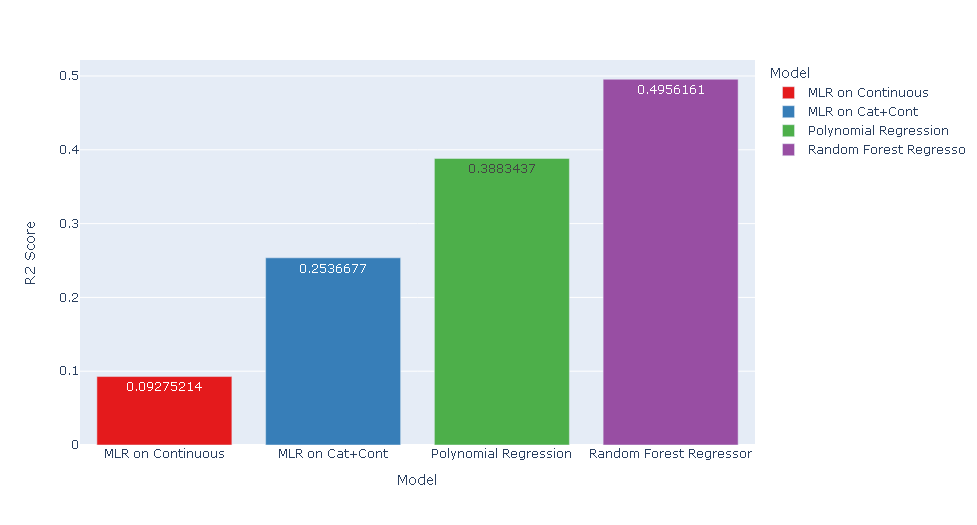 0.5
0.4
0.3
0.2
0.1
0
R2 Score
0.09275214
0.2536677
0.3883437
0.4956161
MLR on Continuous
MLR on Cat+Cont
Polynomial Regression
Random Forest Regressor
Model
Model
MLR on Continuous
MLR on Cat+Cont
Polynomial Regression
Random Forest Regresso